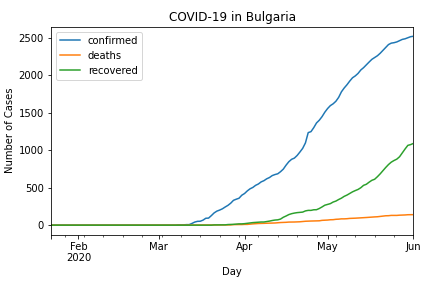 COVID-19 in Bulgaria
confirmed
deaths
recovered
Number of Cases
2500
2000
1500
1000
500
0
Feb
2020
Mar
Apr
May
Jun
Day